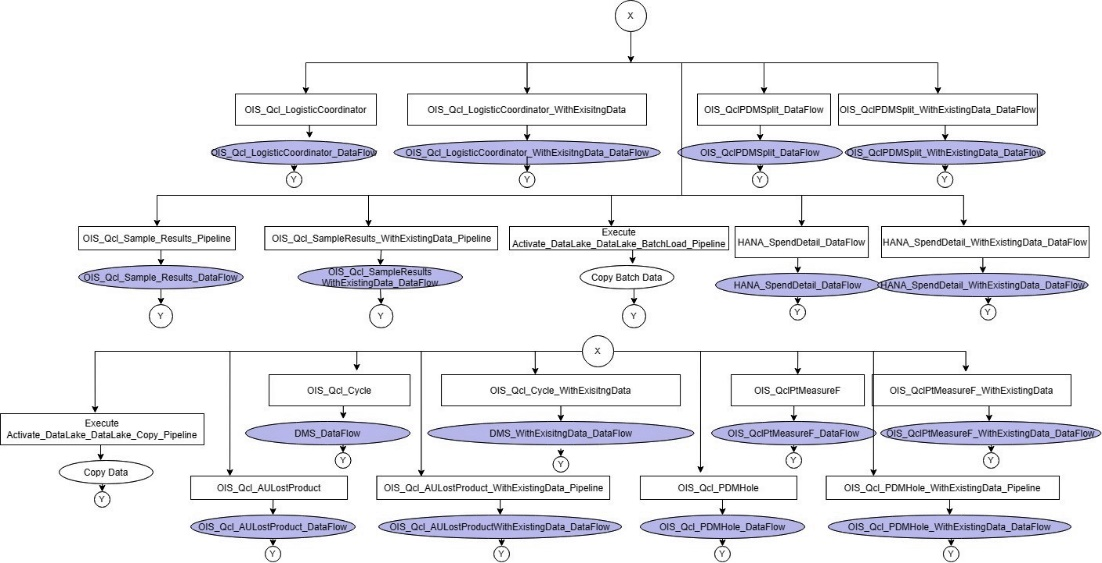 X
OIS_Qcl_LogisticCoordinator
OIS_Qcl_LogisticCoordinator_WithExisitngData
OIS_QclPDMSplit_DataFlow
OIS_QclPDMSplit_WithExistingData_DataFlow
OIS_Qcl_LogisticCoordinator_DataFlow
OIS_Qcl_LogisticCoordinator_WithExisitngData_DataFlow
OIS_QclPDMSplit_DataFlow
OIS_QclPDMSplit_WithExistingData_DataFlow
Y
Y
Y
Y
OIS_Qcl_Sample_Results_Pipeline
OIS_Qcl_SampleResults_WithExistingData_Pipeline
Execute
Activate_DataLake_DataLake_BatchLoad_Pipeline
HANA_SpendDetail_DataFlow
HANA_SpendDetail_WithExistingData_DataFlow
OIS_Qcl_Sample_Results_DataFlow
OIS_Qcl_SampleResults
WithExistingData_DataFlow
Copy Batch Data
HANA_SpendDetail_DataFlow
HANA_SpendDetail_WithExistingData_DataFlow
Y
Y
Y
Y
Y
X
OIS_Qcl_Cycle
OIS_Qcl_Cycle_WithExisitngData
OIS_QclPtMeasureF
OIS_QclPtMeasureF_WithExistingData
Execute
Activate_DataLake_DataLake_Copy_Pipeline
DMS_DataFlow
DMS_WithExisitngData_DataFlow
OIS_QclPtMeasureF_DataFlow
OIS_QclPtMeasureF_WithExistingData_DataFlow
Y
Y
Y
Y
Copy Data
Y
OIS_Qcl_AULostProduct
OIS_Qcl_AULostProduct_WithExistingData_Pipeline
OIS_Qcl_PDMHole
OIS_Qcl_PDMHole_WithExistingData_Pipeline
OIS_Qcl_AULostProduct_DataFlow
OIS_Qcl_AULostProductWithExistingData_DataFlow
OIS_Qcl_PDMHole_DataFlow
OIS_Qcl_PDMHole_WithExistingData_DataFlow
Y
Y
Y
Y